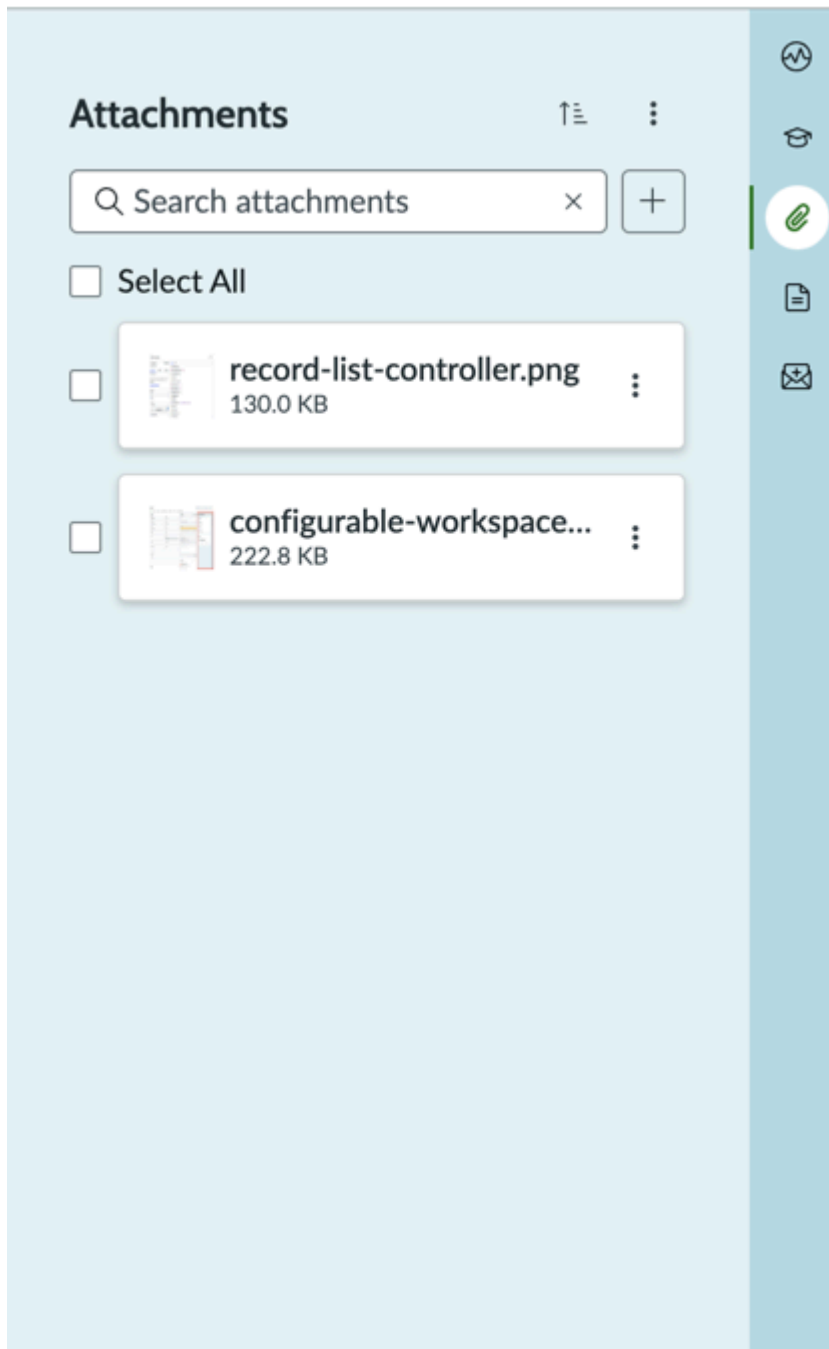 Attachments
Search attachments
Select All
record-list-controller.png
130.0 KB
configurable-workspace...
222.8 KB